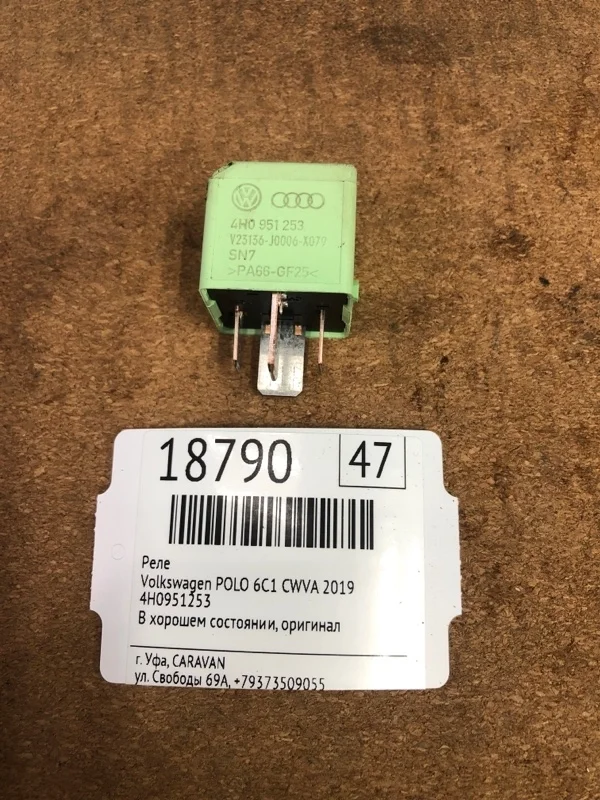 4H0 951 253
V23136-J0006-X079
SN7
>PA66-GF25<
18790 47
Реле
Volkswagen POLO 6C1 CWVA 2019
4H0951253
В хорошем состоянии, оригинал
г. Уфа, CARAVAN
ул. Свободы 69А, +79373509055